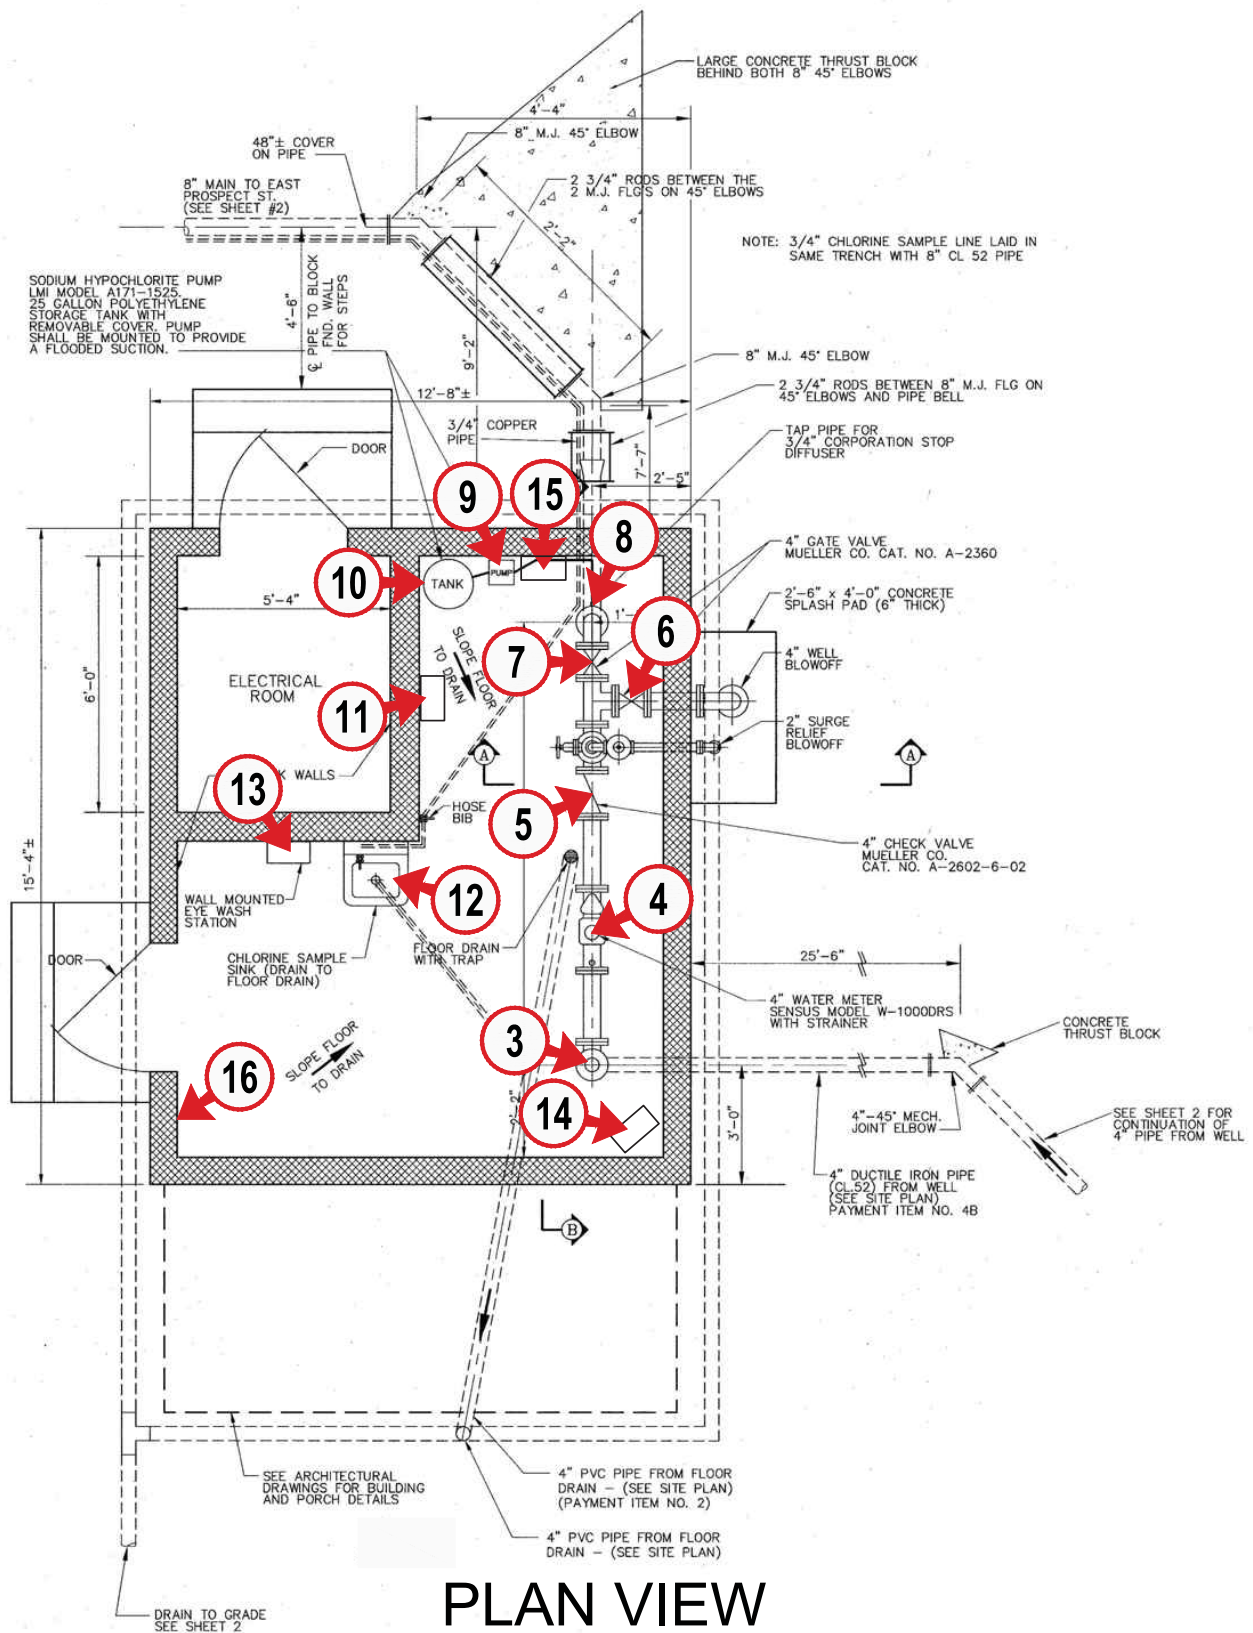 LARGE CONCRETE THRUST BLOCK
BEHIND BOTH 8" 45° ELBOWS
4'-4"
8" M.J. 45° ELBOW
48"± COVER
ON PIPE
8" MAIN TO EAST
PROSPECT ST.
(SEE SHEET #2)
2 3/4" RODS BETWEEN THE
2 M.J. FLG'S ON 45° ELBOWS
2'-2"
NOTE: 3/4" CHLORINE SAMPLE LINE LAID IN
SAME TRENCH WITH 8" CL 52 PIPE
SODIUM HYPOCHLORITE PUMP
LMI MODEL A171-1525.
25 GALLON POLYETHYLENE
STORAGE TANK WITH
REMOVABLE COVER. PUMP
SHALL BE MOUNTED TO PROVIDE
A FLOODED SUCTION.
4'-6"
℄ PIPE TO BLOCK
FND. WALL
FOR STEPS
9'-2"
8" M.J. 45° ELBOW
12'-8"±
2 3/4" RODS BETWEEN 8" M.J. FLG ON
45° ELBOWS AND PIPE BELL
3/4" COPPER
PIPE
DOOR
TAP PIPE FOR
3/4" CORPORATION STOP
DIFFUSER
7'-7"
2'-5"
9
15
8
4" GATE VALVE
MUELLER CO. CAT. NO. A-2360
10
TANK
PUMP
5'-4"
2'-6" x 4'-0" CONCRETE
SPLASH PAD (6" THICK)
1'-
6
7
SLOPE FLOOR
TO DRAIN
4" WELL
BLOWOFF
ELECTRICAL
ROOM
6'-0"
11
2" SURGE
RELIEF
BLOWOFF
A
A
WALLS
13
HOSE
BIB
5
4" CHECK VALVE
MUELLER CO.
CAT. NO. A-2602-6-02
15'-4"±
12
4
WALL MOUNTED
EYE WASH
STATION
FLOOR DRAIN
WITH TRAP
DOOR
CHLORINE SAMPLE
SINK (DRAIN TO
FLOOR DRAIN)
25'-6"
4" WATER METER
SENSUS MODEL W-1000DRS
WITH STRAINER
CONCRETE
THRUST BLOCK
3
SLOPE FLOOR
TO DRAIN
16
14
3'-0"
4"-45° MECH.
JOINT ELBOW
SEE SHEET 2 FOR
CONTINUATION OF
4" PIPE FROM WELL
4" DUCTILE IRON PIPE
(CL.52) FROM WELL
(SEE SITE PLAN)
PAYMENT ITEM NO. 4B
B
SEE ARCHITECTURAL
DRAWINGS FOR BUILDING
AND PORCH DETAILS
4" PVC PIPE FROM FLOOR
DRAIN - (SEE SITE PLAN)
(PAYMENT ITEM NO. 2)
4" PVC PIPE FROM FLOOR
DRAIN - (SEE SITE PLAN)
PLAN VIEW
DRAIN TO GRADE
SEE SHEET 2